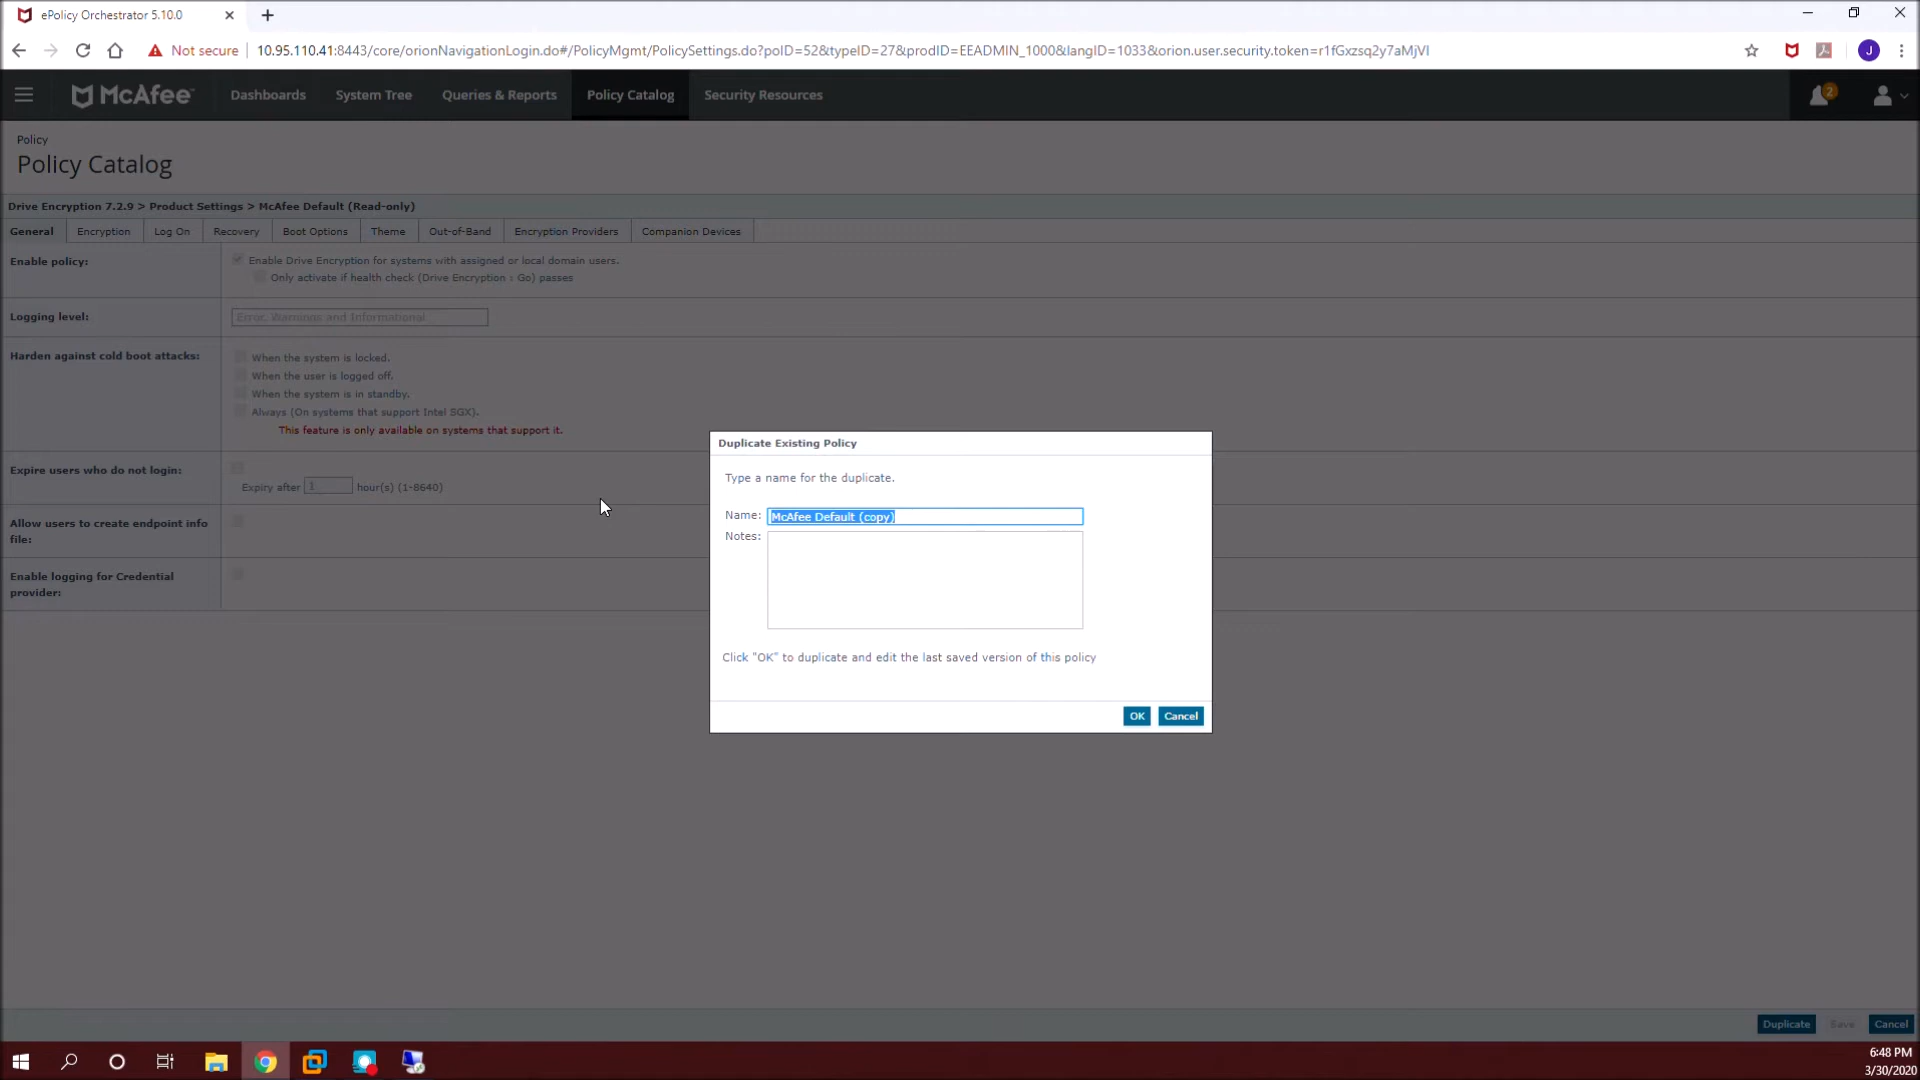 ePolicy Orchestrator 5.10.0
Not secure
10.95.110.41:8443/core/orionNavigationLogin.do#/PolicyMgmt/PolicySettings.do?polID=52&typeID=27&prodID=EEADMIN_1000&langID=1033&orion.user.security.token=r1fGxzsq2y7aMjVI
J
McAfee
Dashboards
System Tree
Queries & Reports
Policy Catalog
Security Resources
2
Policy
Policy Catalog
Drive Encryption 7.2.9 > Product Settings > McAfee Default (Read-only)
General
Encryption
Log On
Recovery
Boot Options
Theme
Out-of-Band
Encryption Providers
Companion Devices
Enable policy:
Enable Drive Encryption for systems with assigned or local domain users.
Only activate if health check (Drive Encryption : Go) passes
Logging level:
Error, Warnings and Informational
Harden against cold boot attacks:
When the system is locked.
When the user is logged off.
When the system is in standby.
Always (On systems that support Intel SGX).
This feature is only available on systems that support it.
Expire users who do not login:
Expiry after 1 hour(s) (1-8640)
Allow users to create endpoint info
file:
Enable logging for Credential
provider:
Duplicate Existing Policy
Type a name for the duplicate.
Name: McAfee Default (copy)
Notes:
Click "OK" to duplicate and edit the last saved version of this policy
OK
Cancel
Duplicate
Save
Cancel
6:48 PM
3/30/2020